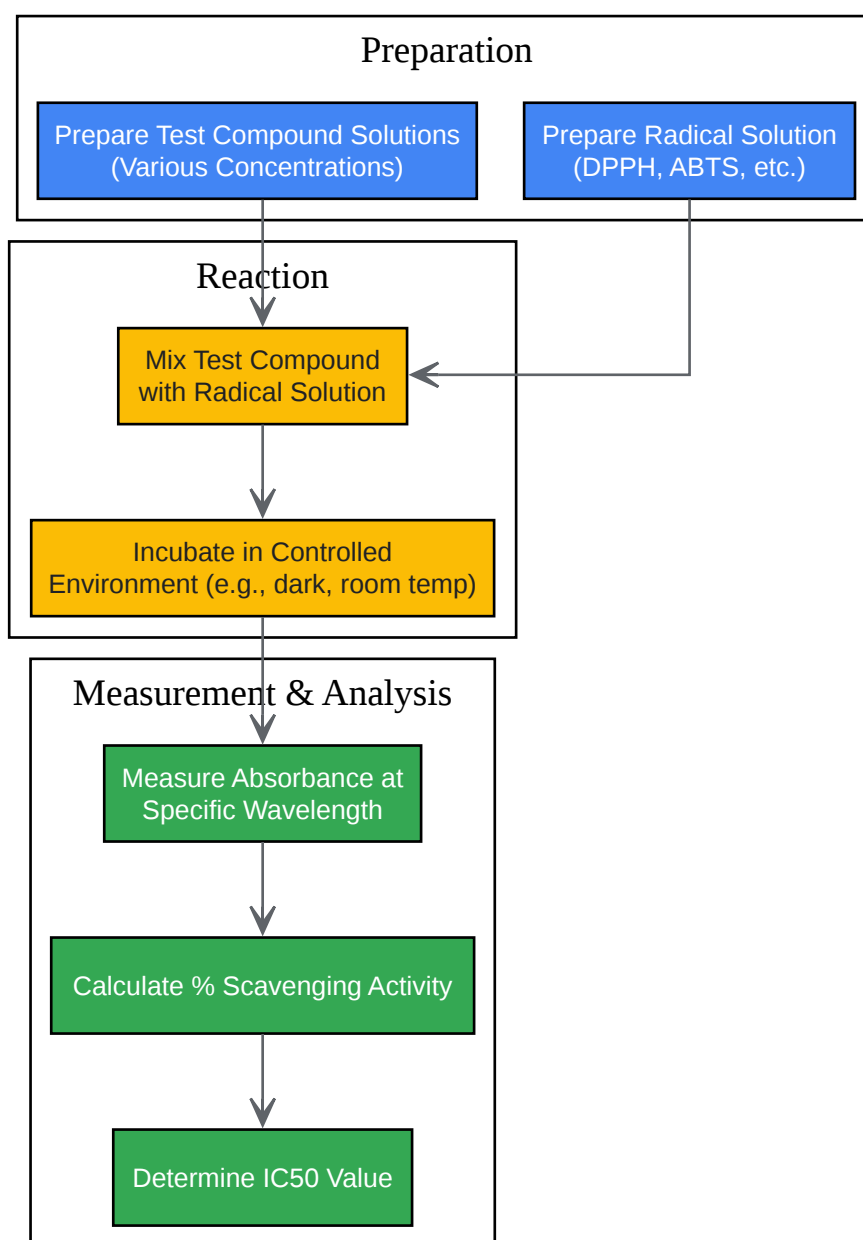 Preparation
Prepare Test Compound Solutions
(Various Concentrations)
Prepare Radical Solution
(DPPH, ABTS, etc.)
Reaction
Mix Test Compound
with Radical Solution
Incubate in Controlled
Environment (e.g., dark, room temp)
Measurement & Analysis
Measure Absorbance at
Specific Wavelength
Calculate % Scavenging Activity
Determine IC50 Value